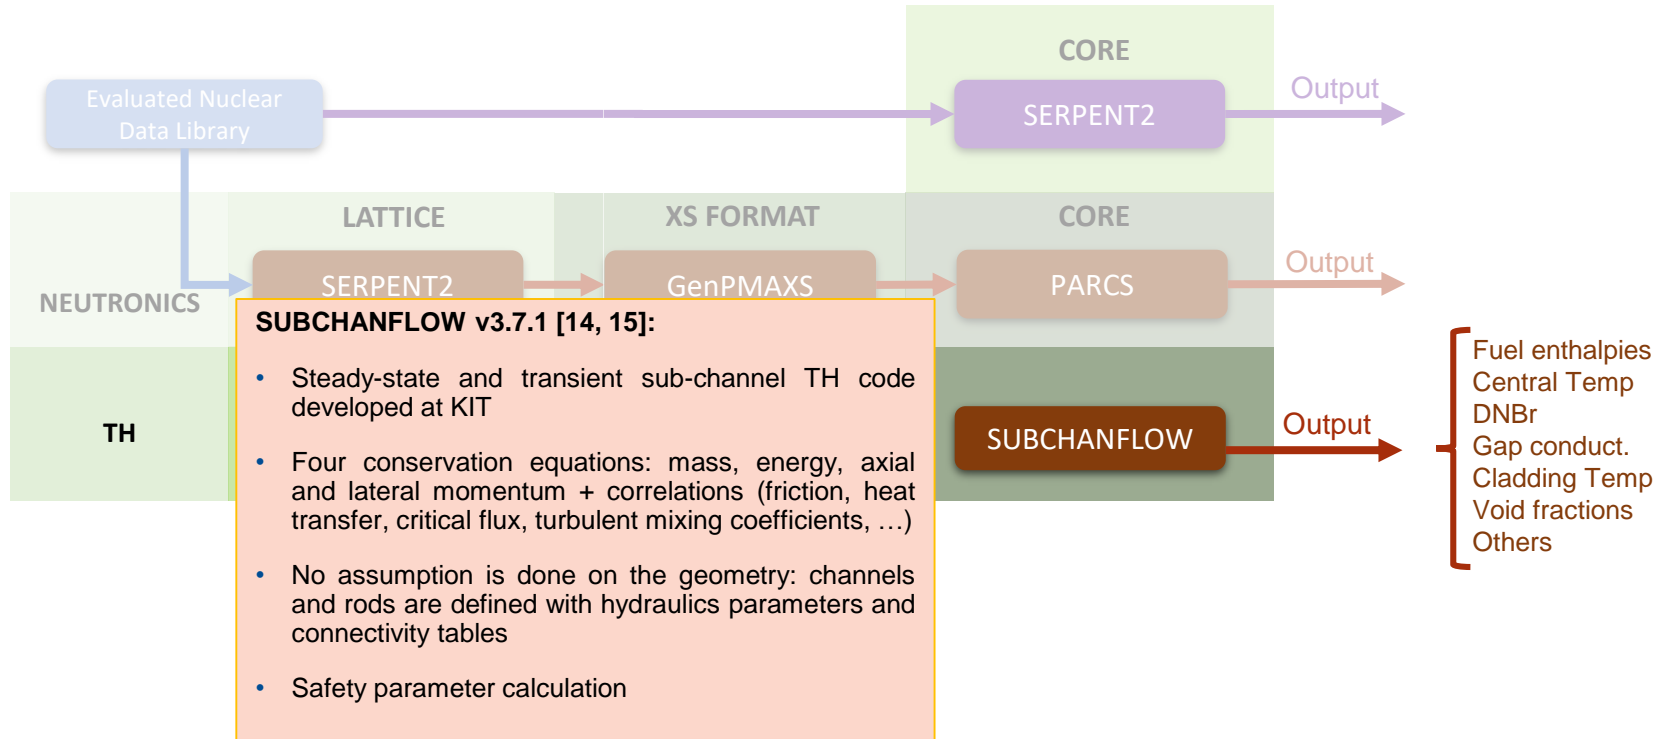 CORE
Evaluated Nuclear
Data Library
SERPENT2
Output
LATTICE
XS FORMAT
CORE
NEUTRONICS
SERPENT2
GenPMAXS
PARCS
Output
SUBCHANFLOW v3.7.1 [14, 15]:
• Steady-state and transient sub-channel TH code
developed at KIT
• Four conservation equations: mass, energy, axial
and lateral momentum + correlations (friction, heat
transfer, critical flux, turbulent mixing coefficients, …)
• No assumption is done on the geometry: channels
and rods are defined with hydraulics parameters and
connectivity tables
• Safety parameter calculation
TH
SUBCHANFLOW
Output
Fuel enthalpies
Central Temp
DNBr
Gap conduct.
Cladding Temp
Void fractions
Others